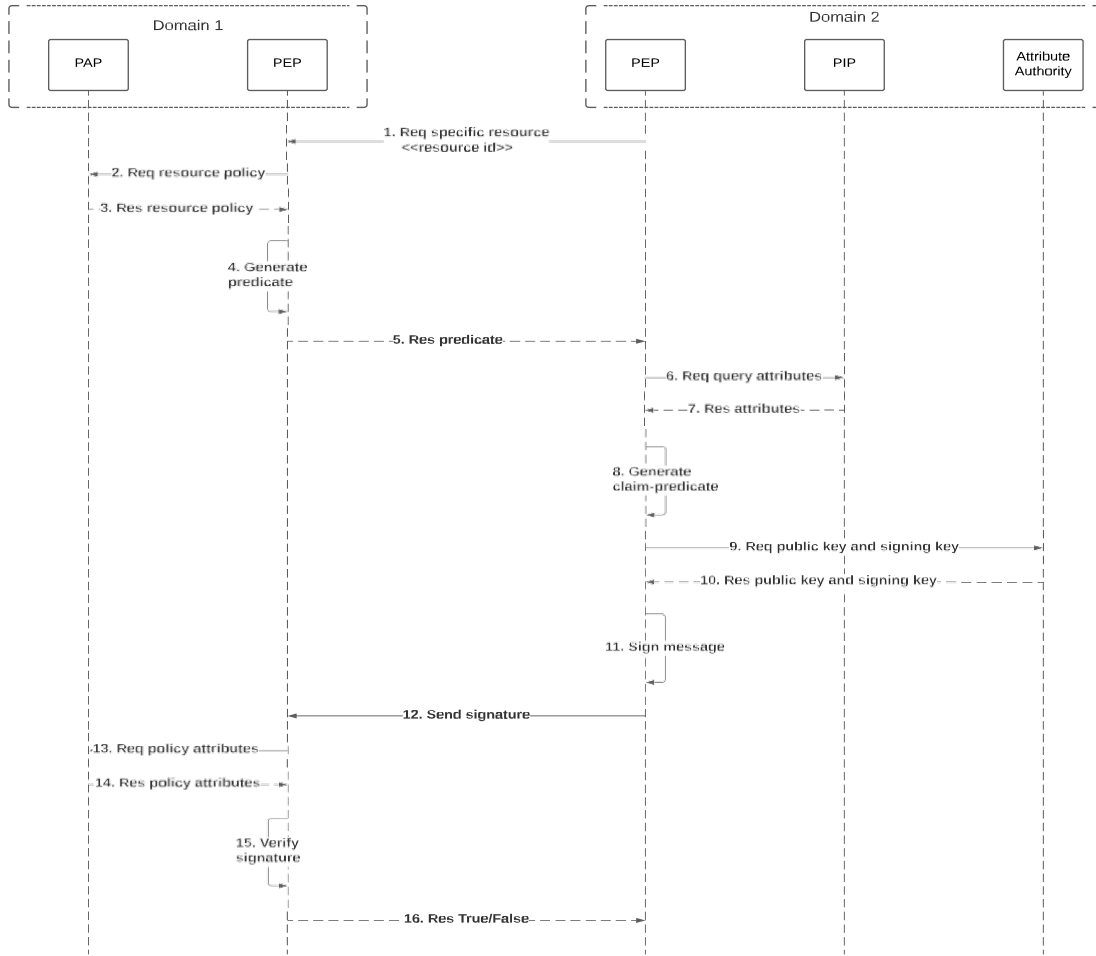 Domain 1
Domain 2
PAP
PEP
PEP
PIP
Attribute
Authority
1. Req specific resource
<<resource id>>
2. Req resource policy
3. Res resource policy
4. Generate
predicate
5. Res predicate
6. Req query attributes
7. Res attributes
8. Generate
claim-predicate
9. Req public key and signing key
10. Res public key and signing key
11. Sign message
12. Send signature
13. Req policy attributes
14. Res policy attributes
15. Verify
signature
16. Res True/False